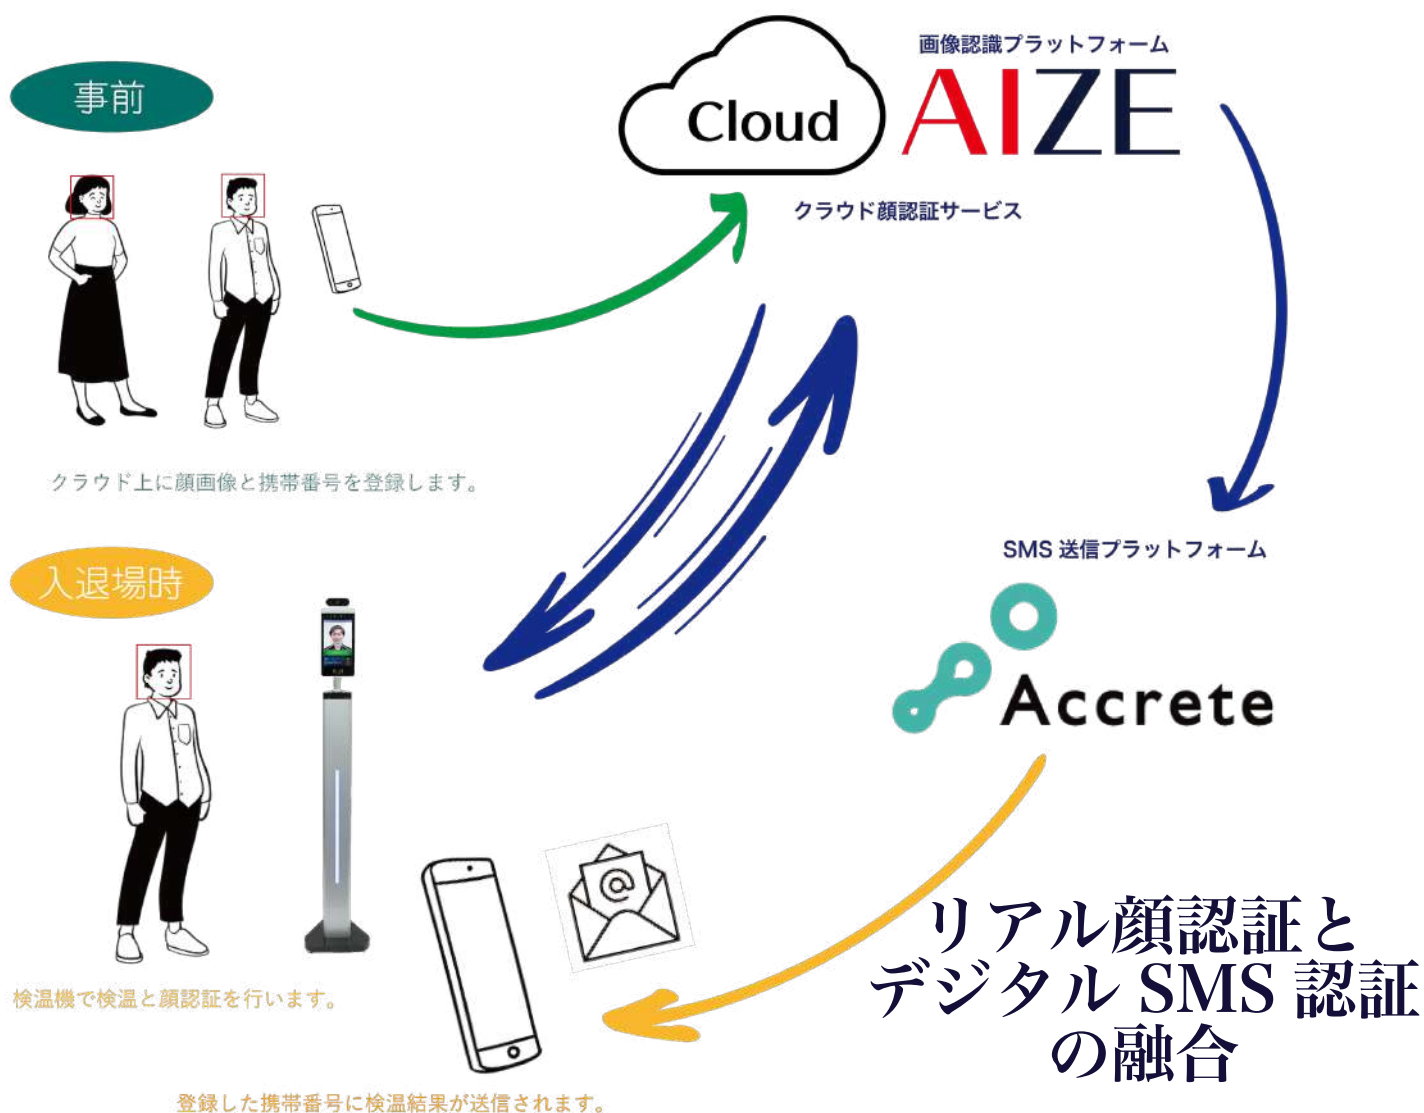 事前
Cloud
画像認識プラットフォーム
AIZE
クラウド顔認証サービス
クラウド上に顔画像と携帯番号を登録します。
入退場時
SMS 送信プラットフォーム
Accrete
検温機で検温と顔認証を行います。
@
リアル顔認証と
デジタル SMS 認証
の融合
登録した携帯番号に検温結果が送信されます。